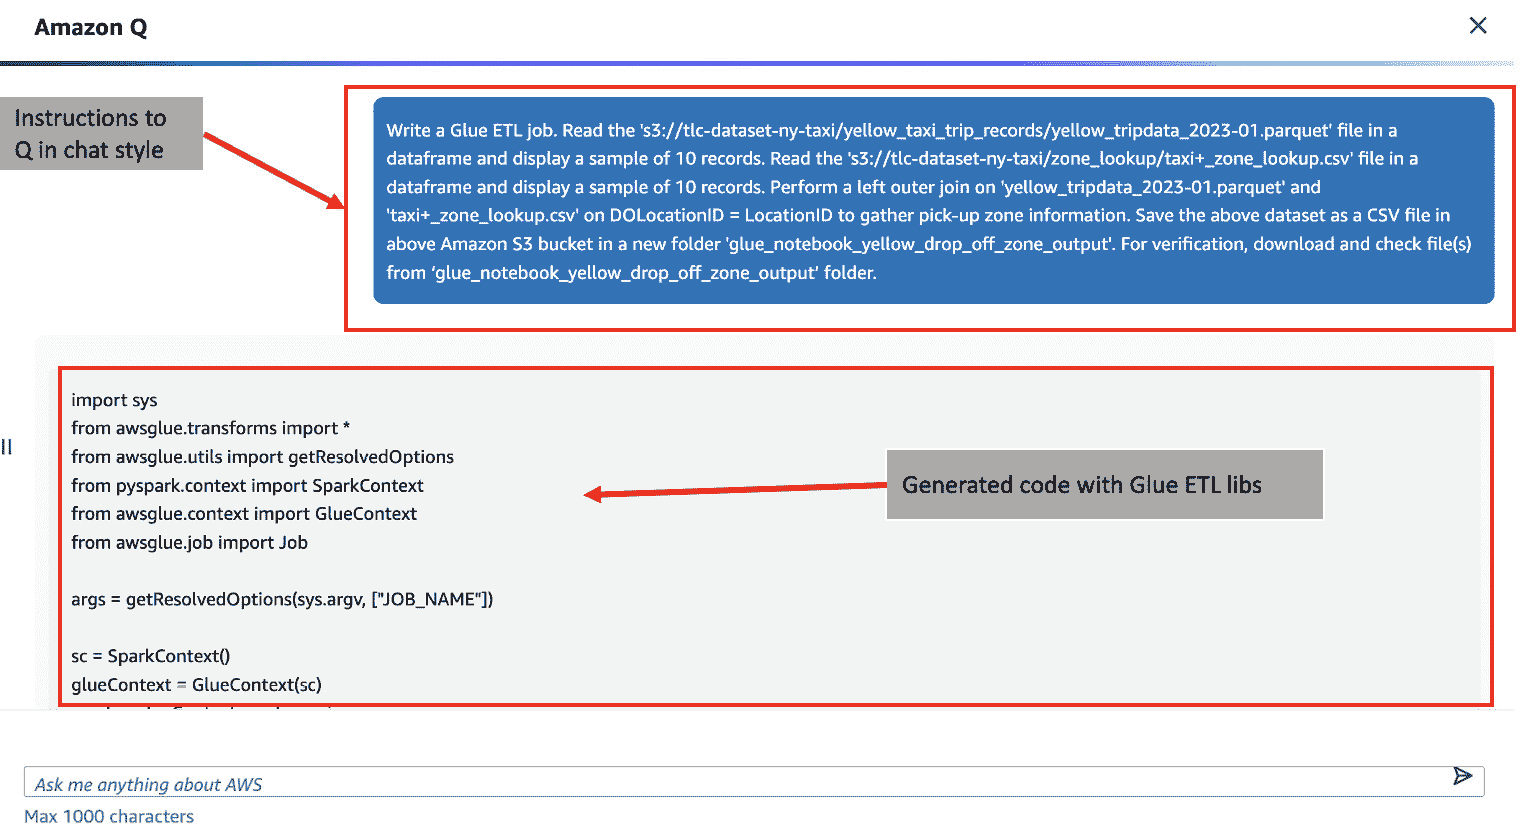 Amazon Q
Instructions to
Q in chat style
Write a Glue ETL job. Read the 's3://tlc-dataset-ny-taxi/yellow_taxi_trip_records/yellow_tripdata_2023-01.parquet' file in a
dataframe and display a sample of 10 records. Read the 's3://tlc-dataset-ny-taxi/zone_lookup/taxi+_zone_lookup.csv' file in a
dataframe and display a sample of 10 records. Perform a left outer join on 'yellow_tripdata_2023-01.parquet' and
'taxi+_zone_lookup.csv' on DOLocationID = LocationID to gather pick-up zone information. Save the above dataset as a CSV file in
above Amazon S3 bucket in a new folder 'glue_notebook_yellow_drop_off_zone_output'. For verification, download and check file(s)
from 'glue_notebook_yellow_drop_off_zone_output' folder.
import sys
from awsglue.transforms import *
from awsglue.utils import getResolvedOptions
from pyspark.context import SparkContext
from awsglue.context import GlueContext
from awsglue.job import Job
Generated code with Glue ETL libs
args = getResolvedOptions(sys.argv, ["JOB_NAME"])
sc = SparkContext()
glueContext = GlueContext(sc)
Ask me anything about AWS
Max 1000 characters